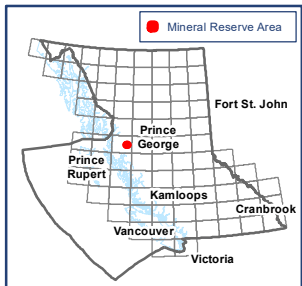 Mineral Reserve Area
Fort St. John
Prince
George
Prince
Rupert
Kamloops
Cranbrook
Vancouver
Victoria